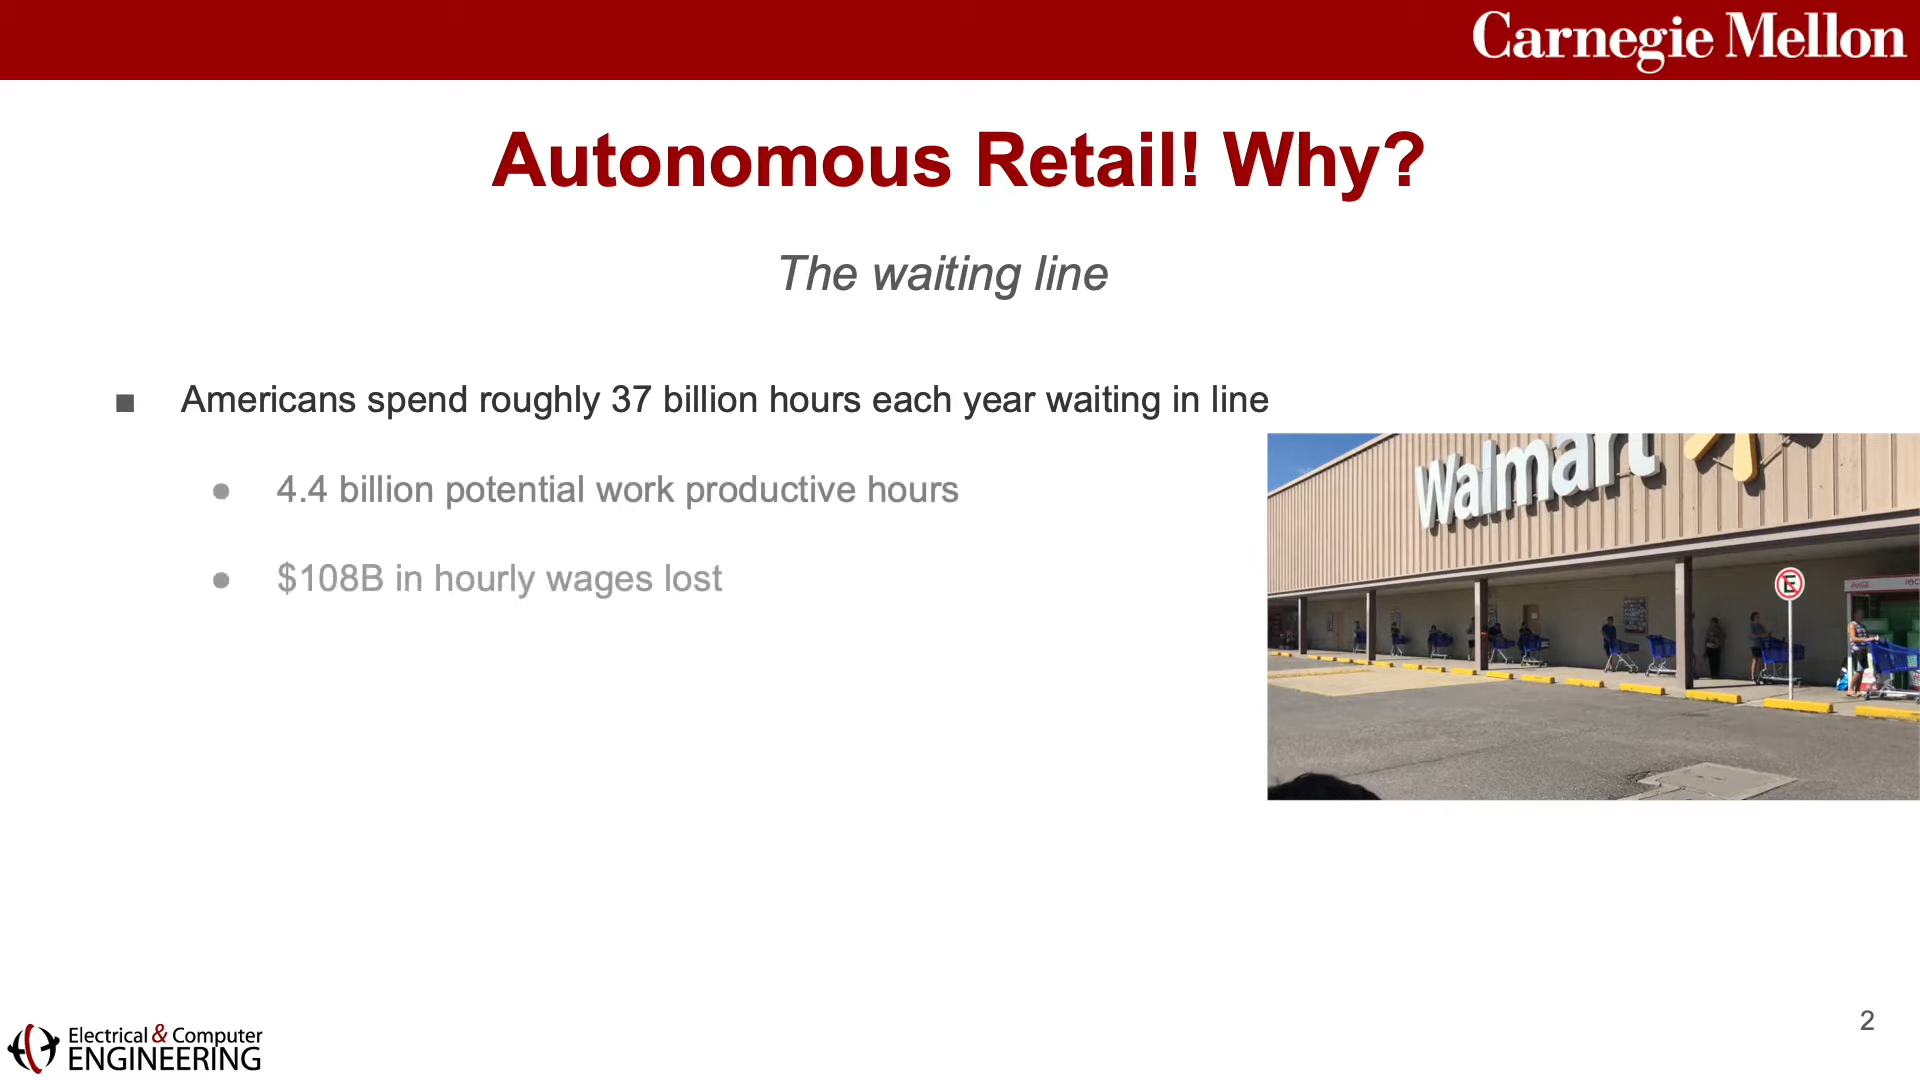 Carnegie Mellon
Autonomous Retail! Why?
The waiting line
■ Americans spend roughly 37 billion hours each year waiting in line
● 4.4 billion potential work productive hours
● $108B in hourly wages lost
Walmart
E
Electrical & Computer
ENGINEERING
2